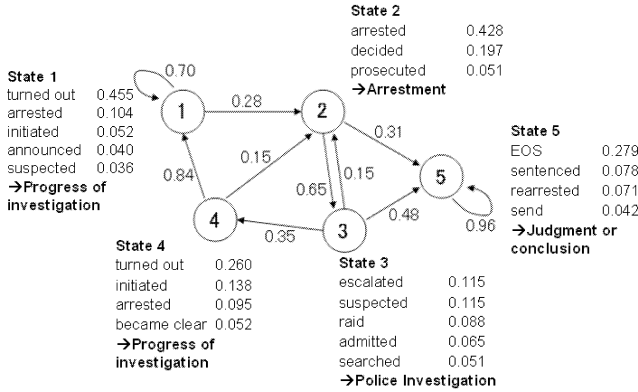 State 2
arrested 0.428
decided 0.197
prosecuted 0.051
→Arrestment
State 1
turned out 0.455
arrested 0.104
initiated 0.052
announced 0.040
suspected 0.036
→Progress of
investigation
0.70
1
0.28
2
0.31
0.84
0.15
0.65
0.15
5
0.96
4
0.35
3
0.48
State 5
EOS 0.279
sentenced 0.078
rearrested 0.071
send 0.042
→Judgment or
conclusion
State 4
turned out 0.260
initiated 0.138
arrested 0.095
became clear 0.052
→Progress of
investigation
State 3
escalated 0.115
suspected 0.115
raid 0.088
admitted 0.065
searched 0.051
→Police Investigation